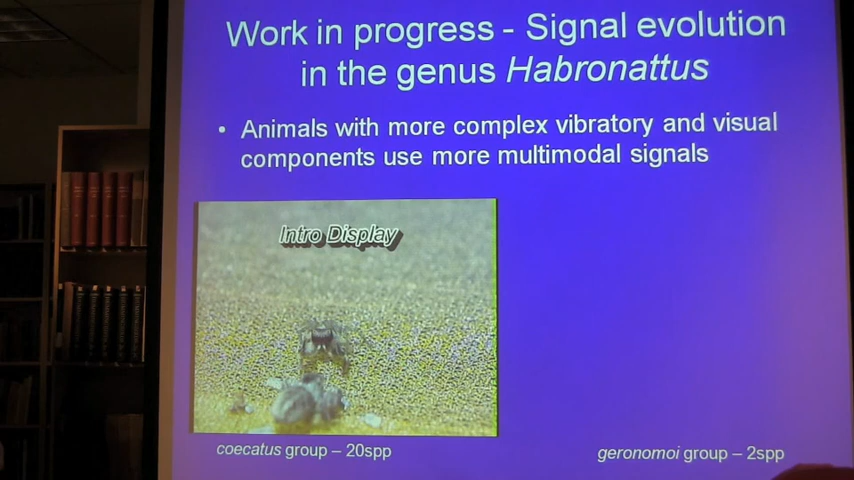 Work in progress - Signal evolution
in the genus Habronattus
• Animals with more complex vibratory and visual
components use more multimodal signals
Intro Display
coecatus group – 20spp
geronomoi group – 2spp